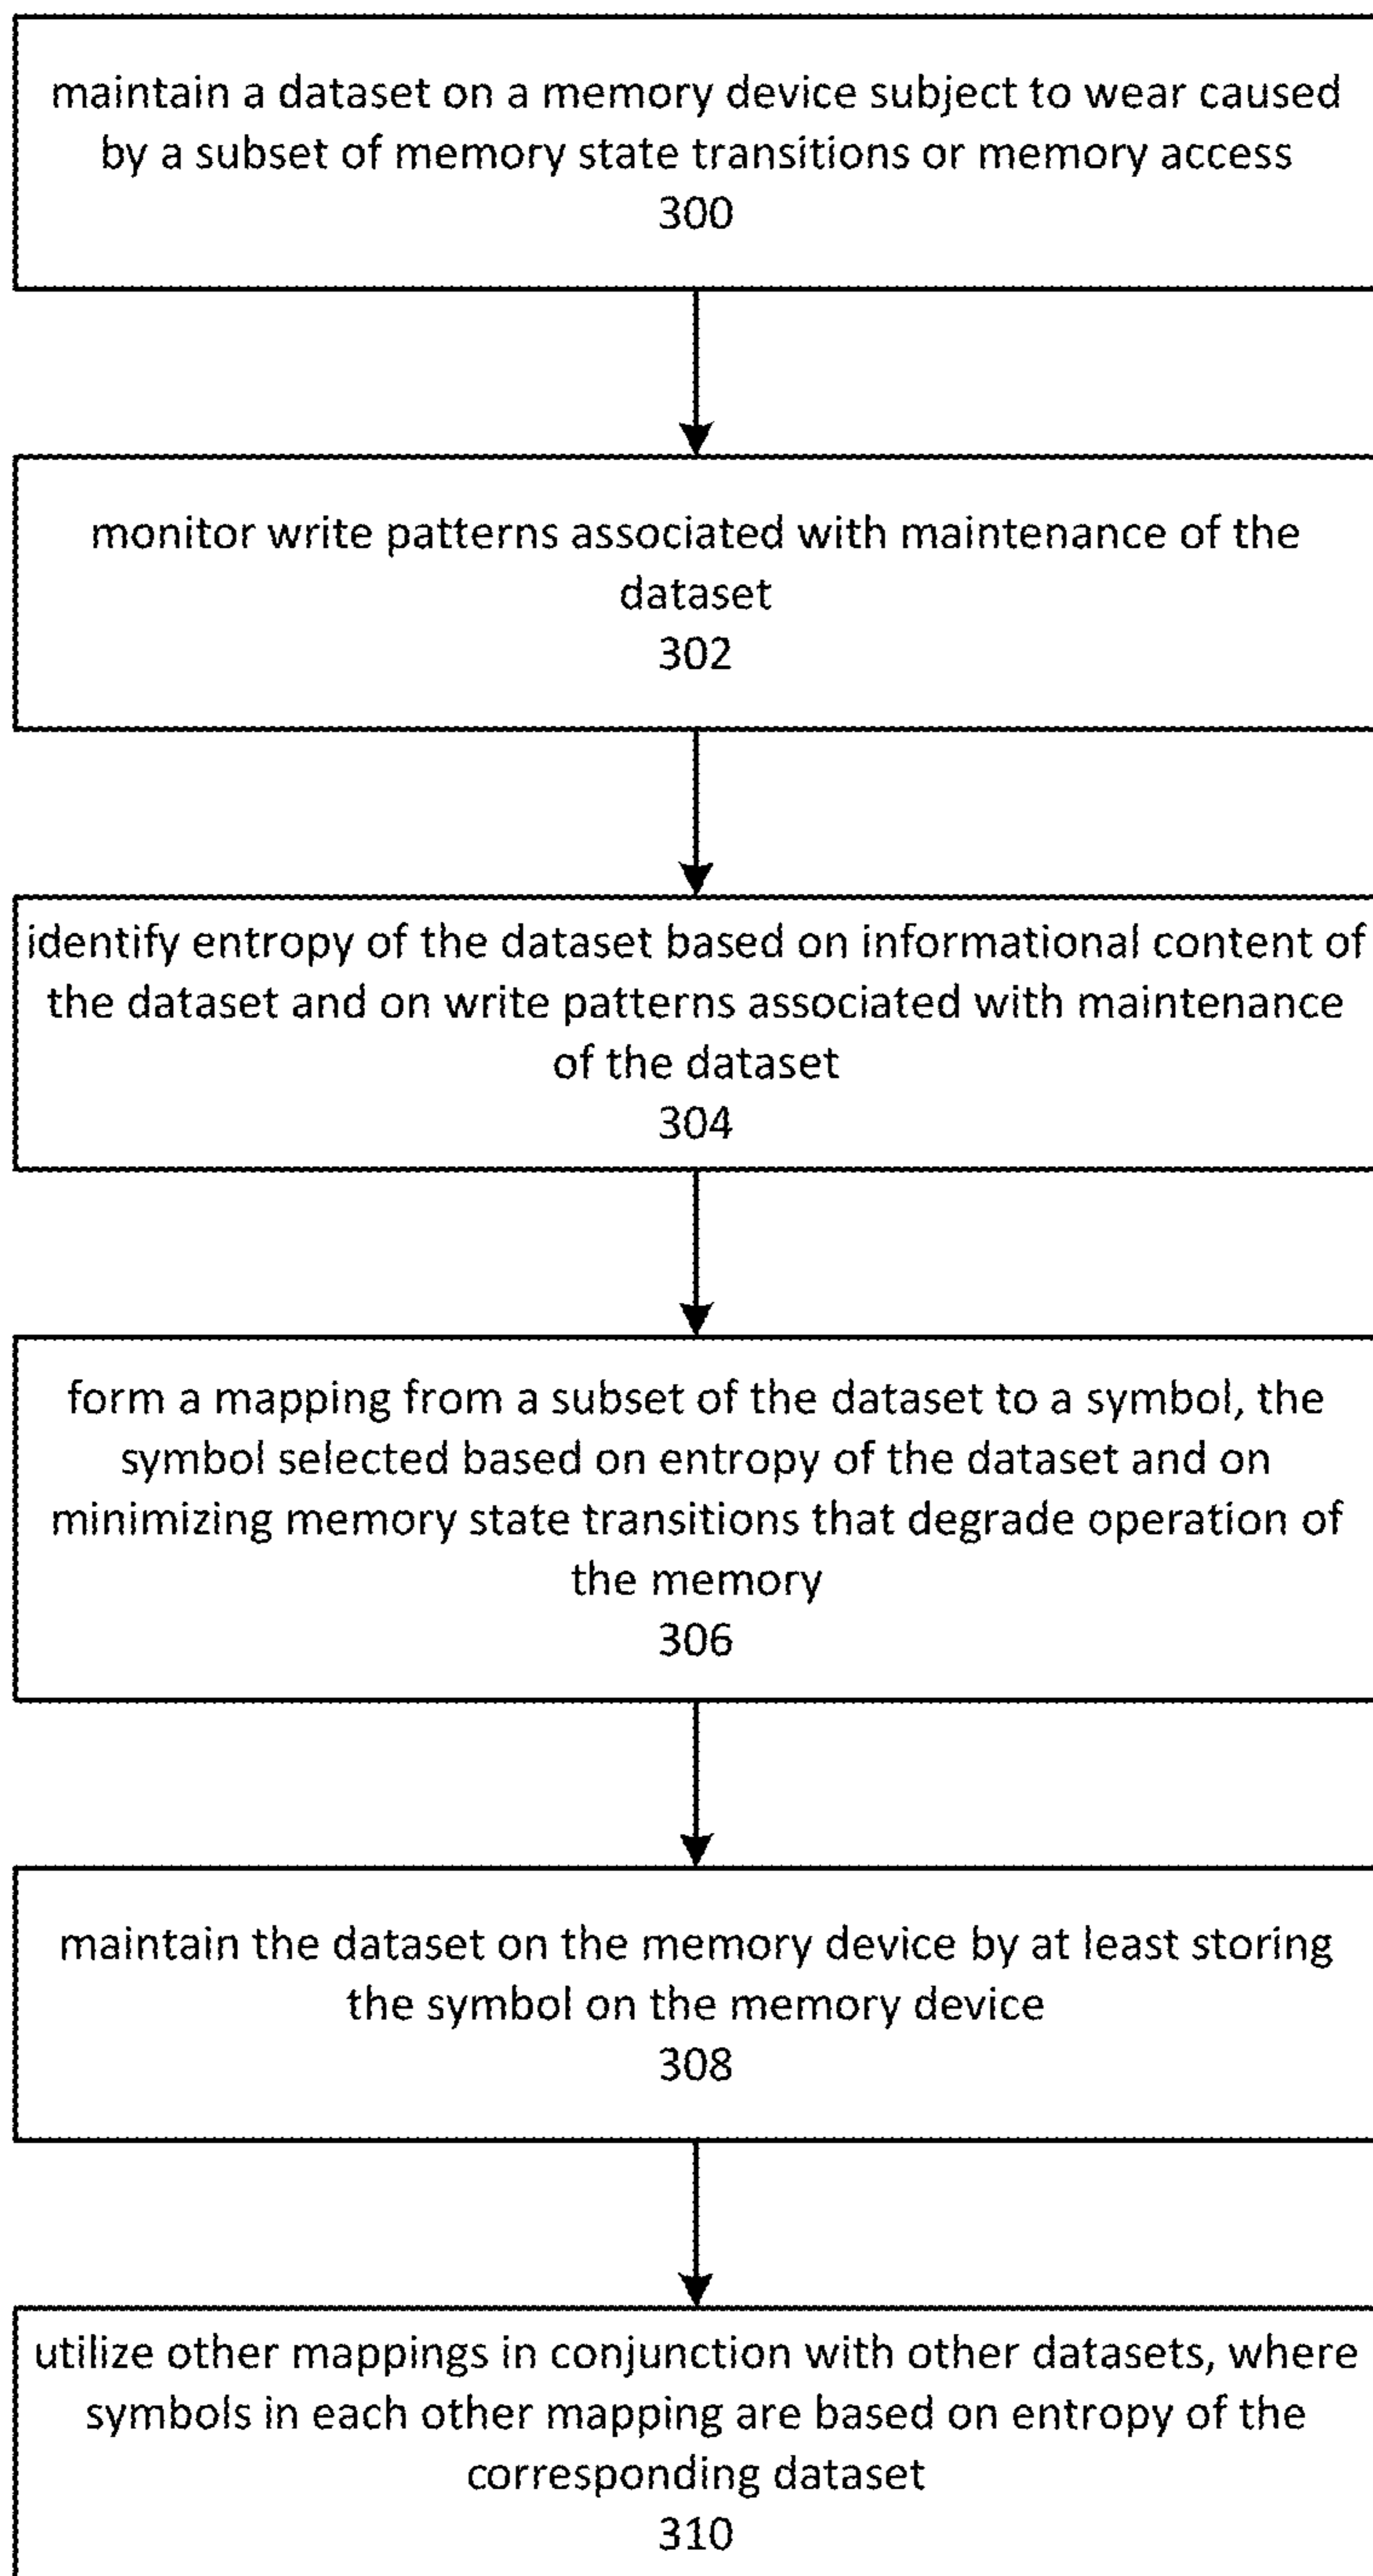 maintain a dataset on a memory device subject to wear caused
by a subset of memory state transitions or memory access
300
monitor write patterns associated with maintenance of the
dataset
302
identify entropy of the dataset based on informational content of
the dataset and on write patterns associated with maintenance
of the dataset
304
form a mapping from a subset of the dataset to a symbol, the
symbol selected based on entropy of the dataset and on
minimizing memory state transitions that degrade operation of
the memory
306
maintain the dataset on the memory device by at least storing
the symbol on the memory device
308
utilize other mappings in conjunction with other datasets, where
symbols in each other mapping are based on entropy of the
corresponding dataset
310